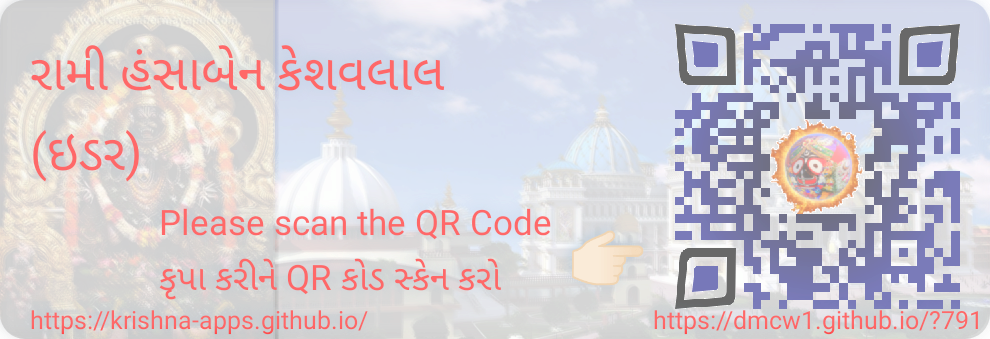 રામી હંસાબેન કેશવલાલ
(ઇડર)
Please scan the QR Code
કૃપા કરીને QR કોડ સ્કેન કરો
https://krishna-apps.github.io/
https://dmcw1.github.io/?791